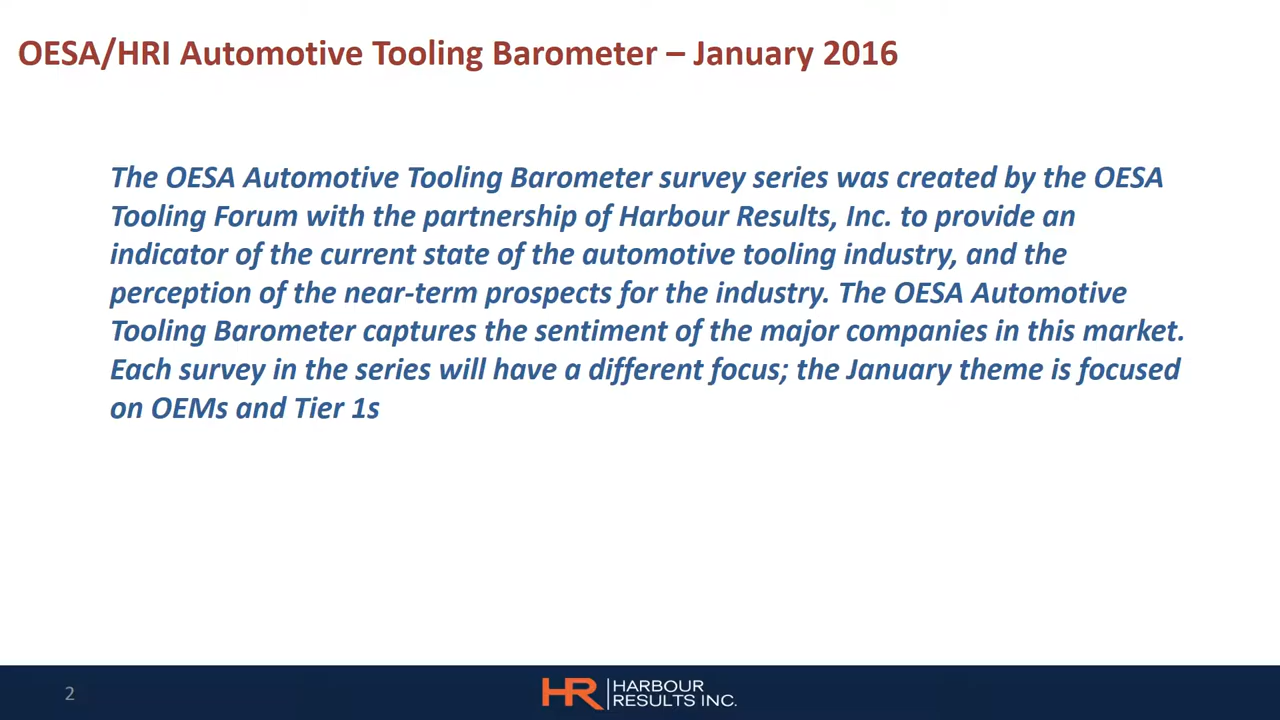 OESA/HRI Automotive Tooling Barometer – January 2016
The OESA Automotive Tooling Barometer survey series was created by the OESA
Tooling Forum with the partnership of Harbour Results, Inc. to provide an
indicator of the current state of the automotive tooling industry, and the
perception of the near-term prospects for the industry. The OESA Automotive
Tooling Barometer captures the sentiment of the major companies in this market.
Each survey in the series will have a different focus; the January theme is focused
on OEMs and Tier 1s
2
HR HARBOUR
RESULTS INC.